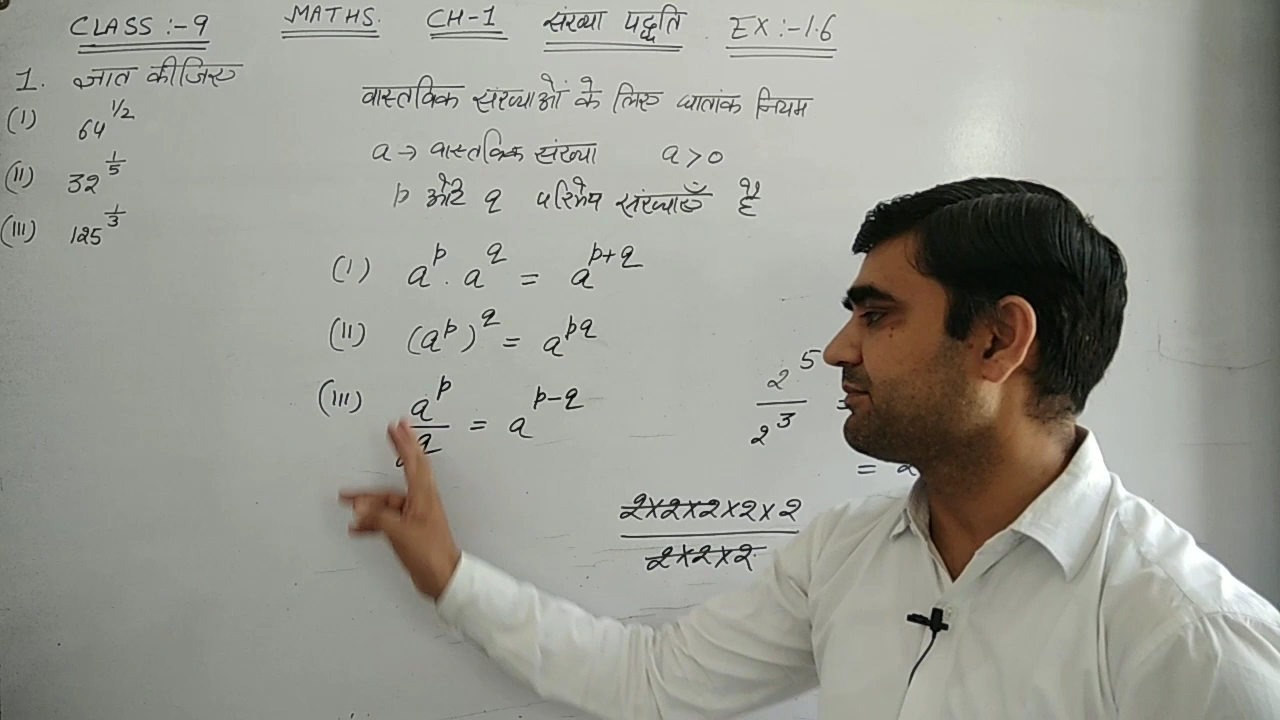 CLASS :- 9 MATHS. CH-1 संख्या पद्धति EX:-1.6
1. ज्ञात कीजिए
(I) 64^1/2
(II) 32^1/5
(III) 125^1/3
वास्तविक संख्याओं के लिए घातांक नियम
a → वास्तविक संख्या a > 0
p और q परिमेय संख्याएँ हैं
(I) a^p . a^q = a^p+q
(II) (a^p)^q = a^pq
(III) a^p / a^q = a^p-q
2^5 / 2^3 =
= 2
2×2×2×2×2 / 2×2×2